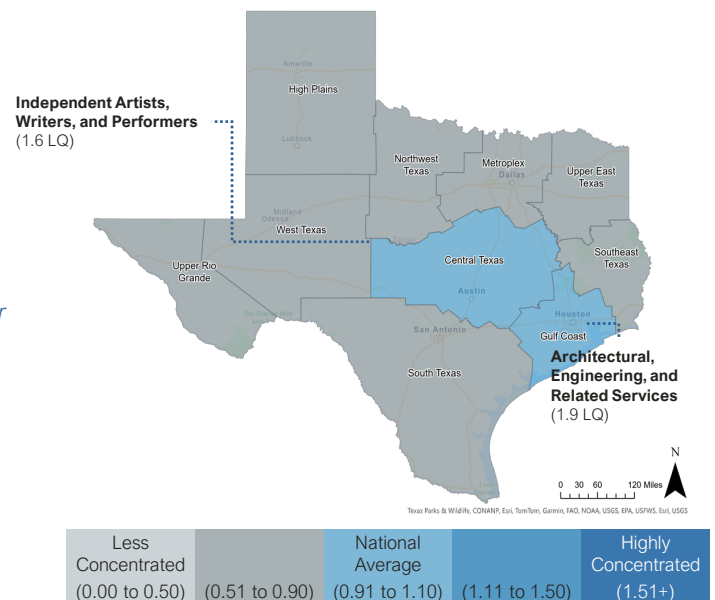 Amarillo
High Plains
Independent Artists,
Writers, and Performers
(1.6 LQ)
Lubbock
Northwest
Texas
Metroplex
Dallas
Upper East
Texas
Midland
Odessa
West Texas
Texas
Central Texas
Southeast
Texas
Upper Rio
Grande
Austin
r
Houston
Gulf Coast
San Antonio
South Texas
Architectural,
Engineering, and
Related Services
(1.9 LQ)
N
0 30 60 120 Miles
Texas Parks & Wildlife, CONANP, Esri, TomTom, Garmin, FAO, NOAA, USGS, EPA, USFWS, Esri, USGS
Less
Concentrated
(0.00 to 0.50)
(0.51 to 0.90)
National
Average
(0.91 to 1.10)
(1.11 to 1.50)
Highly
Concentrated
(1.51+)